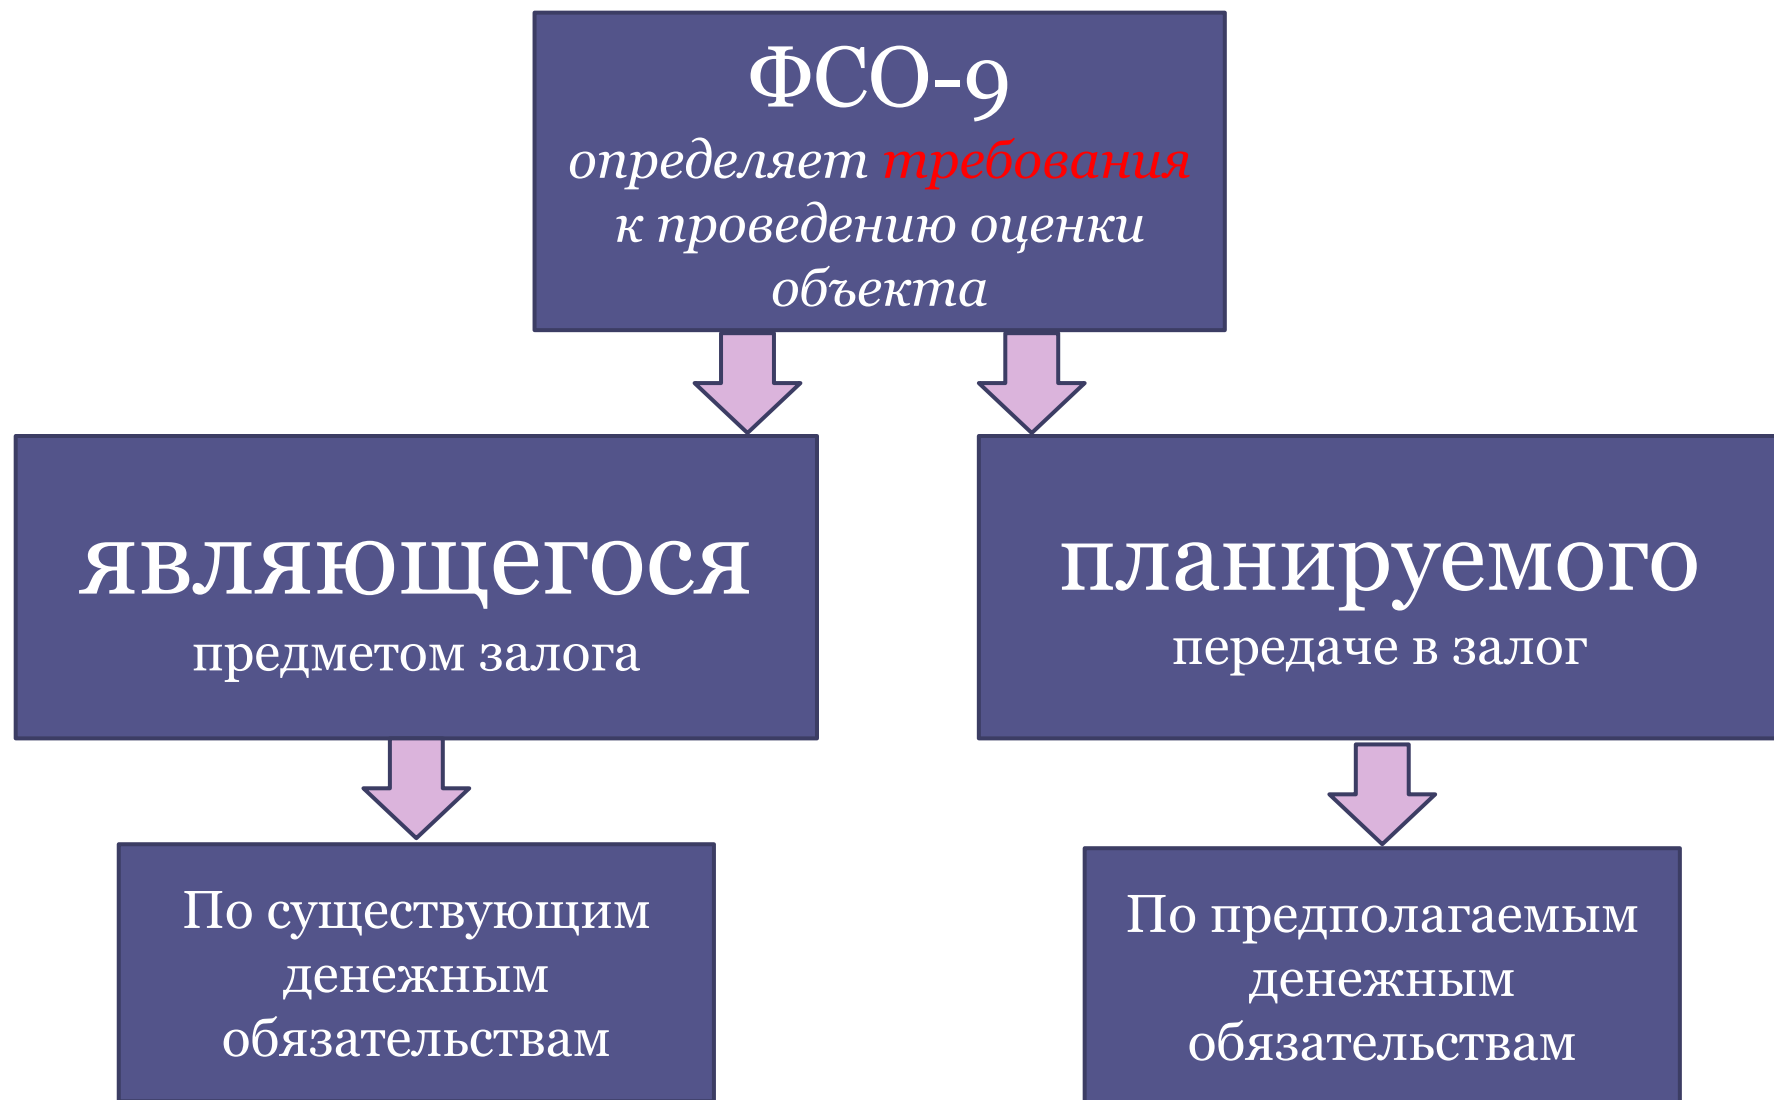 ФСО-9
определяет требования
к проведению оценки
объекта
являющегося
предметом залога
планируемого
передаче в залог
По существующим
денежным
обязательствам
По предполагаемым
денежным
обязательствам